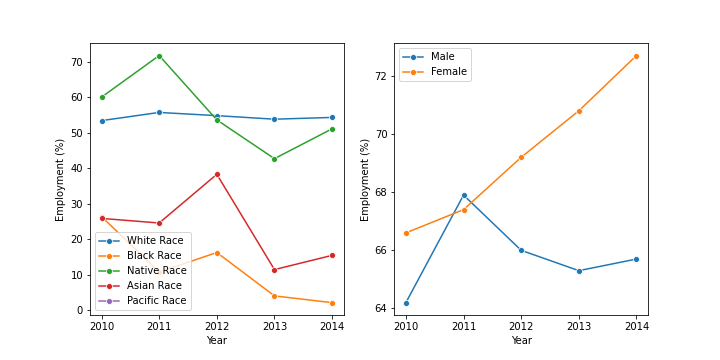 70
60
50
40
30
20
10
0
Employment (%)
White Race
Black Race
Native Race
Asian Race
Pacific Race
2010 2011 2012 2013 2014
Year
72
70
68
66
64
Employment (%)
Male
Female
2010 2011 2012 2013 2014
Year